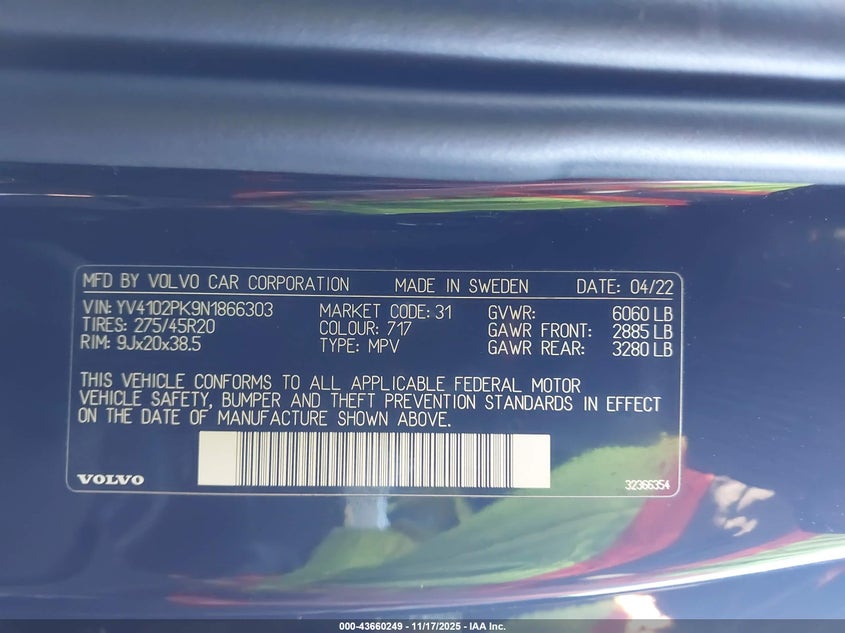 MFD BY VOLVO CAR CORPORATION MADE IN SWEDEN DATE: 04/22
VIN: YV4102PK9N1866303 MARKET CODE: 31 GVWR: 6060 LB
TIRES: 275/45R20 COLOUR: 717 GAWR FRONT: 2885 LB
RIM: 9Jx20x38.5 TYPE: MPV GAWR REAR: 3280 LB
THIS VEHICLE CONFORMS TO ALL APPLICABLE FEDERAL MOTOR
VEHICLE SAFETY, BUMPER AND THEFT PREVENTION STANDARDS IN EFFECT
ON THE DATE OF MANUFACTURE SHOWN ABOVE.
VOLVO 32366354
000-43660249 - 11/17/2025 - IAA Inc.